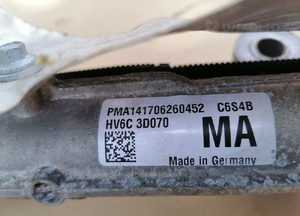 PMA141706260452 C6S4B
HV6C 3D070 MA
Made in Germany